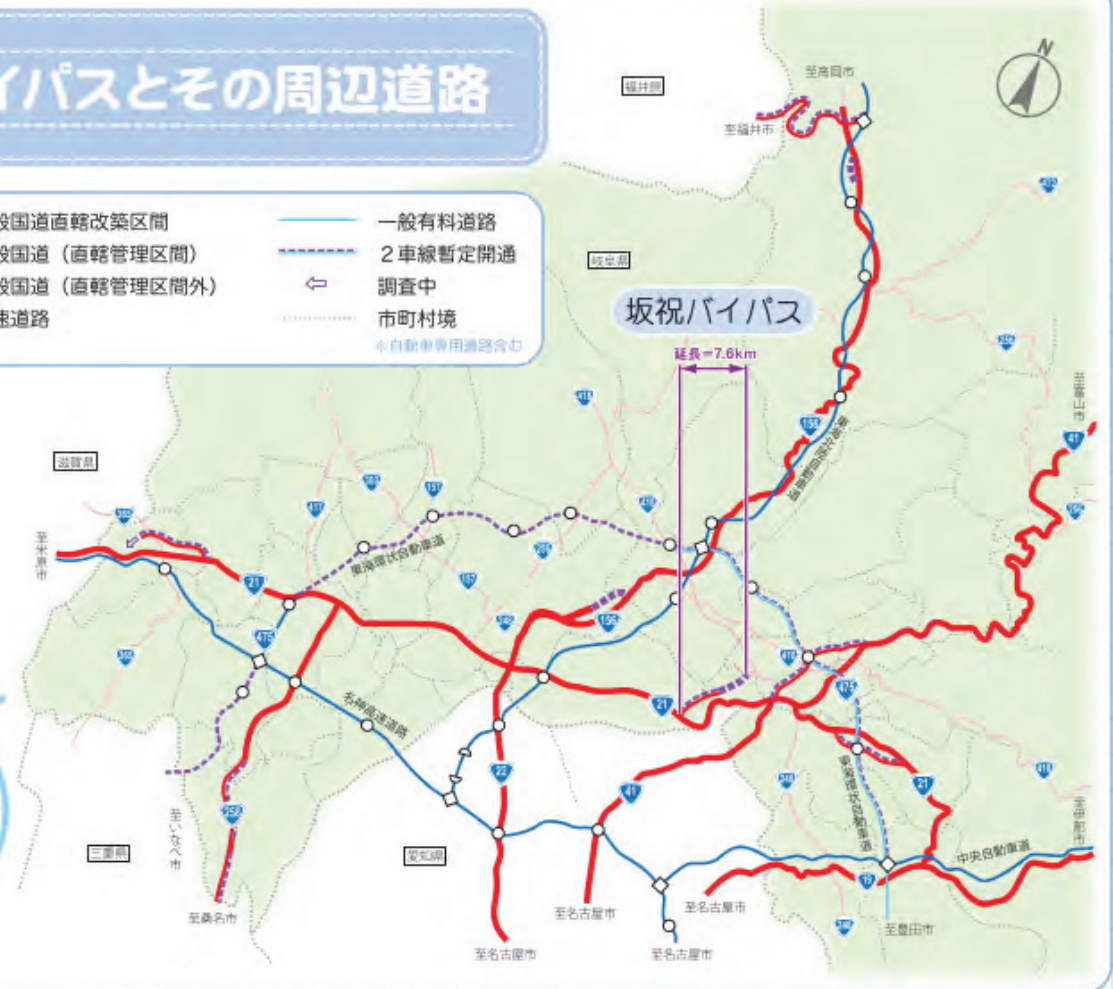 イパスとその周辺道路
般国道直轄改築区間
般国道（直轄管理区間）
般国道（直轄管理区間外）
速道路
一般有料道路
2車線暫定開通
調査中
市町村境
※自動車専用道路含む
N
福井県
至高岡市
至福井市
岐阜県
坂祝バイパス
延長=7.6km
418
156
東海北陸自動車道
256
至富山市
41
滋賀県
至米原市
417
303
157
418
東海環状自動車道
21
475
157
156
418
475
21
名神高速道路
22
41
248
東海環状自動車道
21
418
258
至いなべ市
三重県
愛知県
至桑名市
至名古屋市
至名古屋市
至名古屋市
至名古屋市
19
中央自動車道
至伊那市
至豊田市